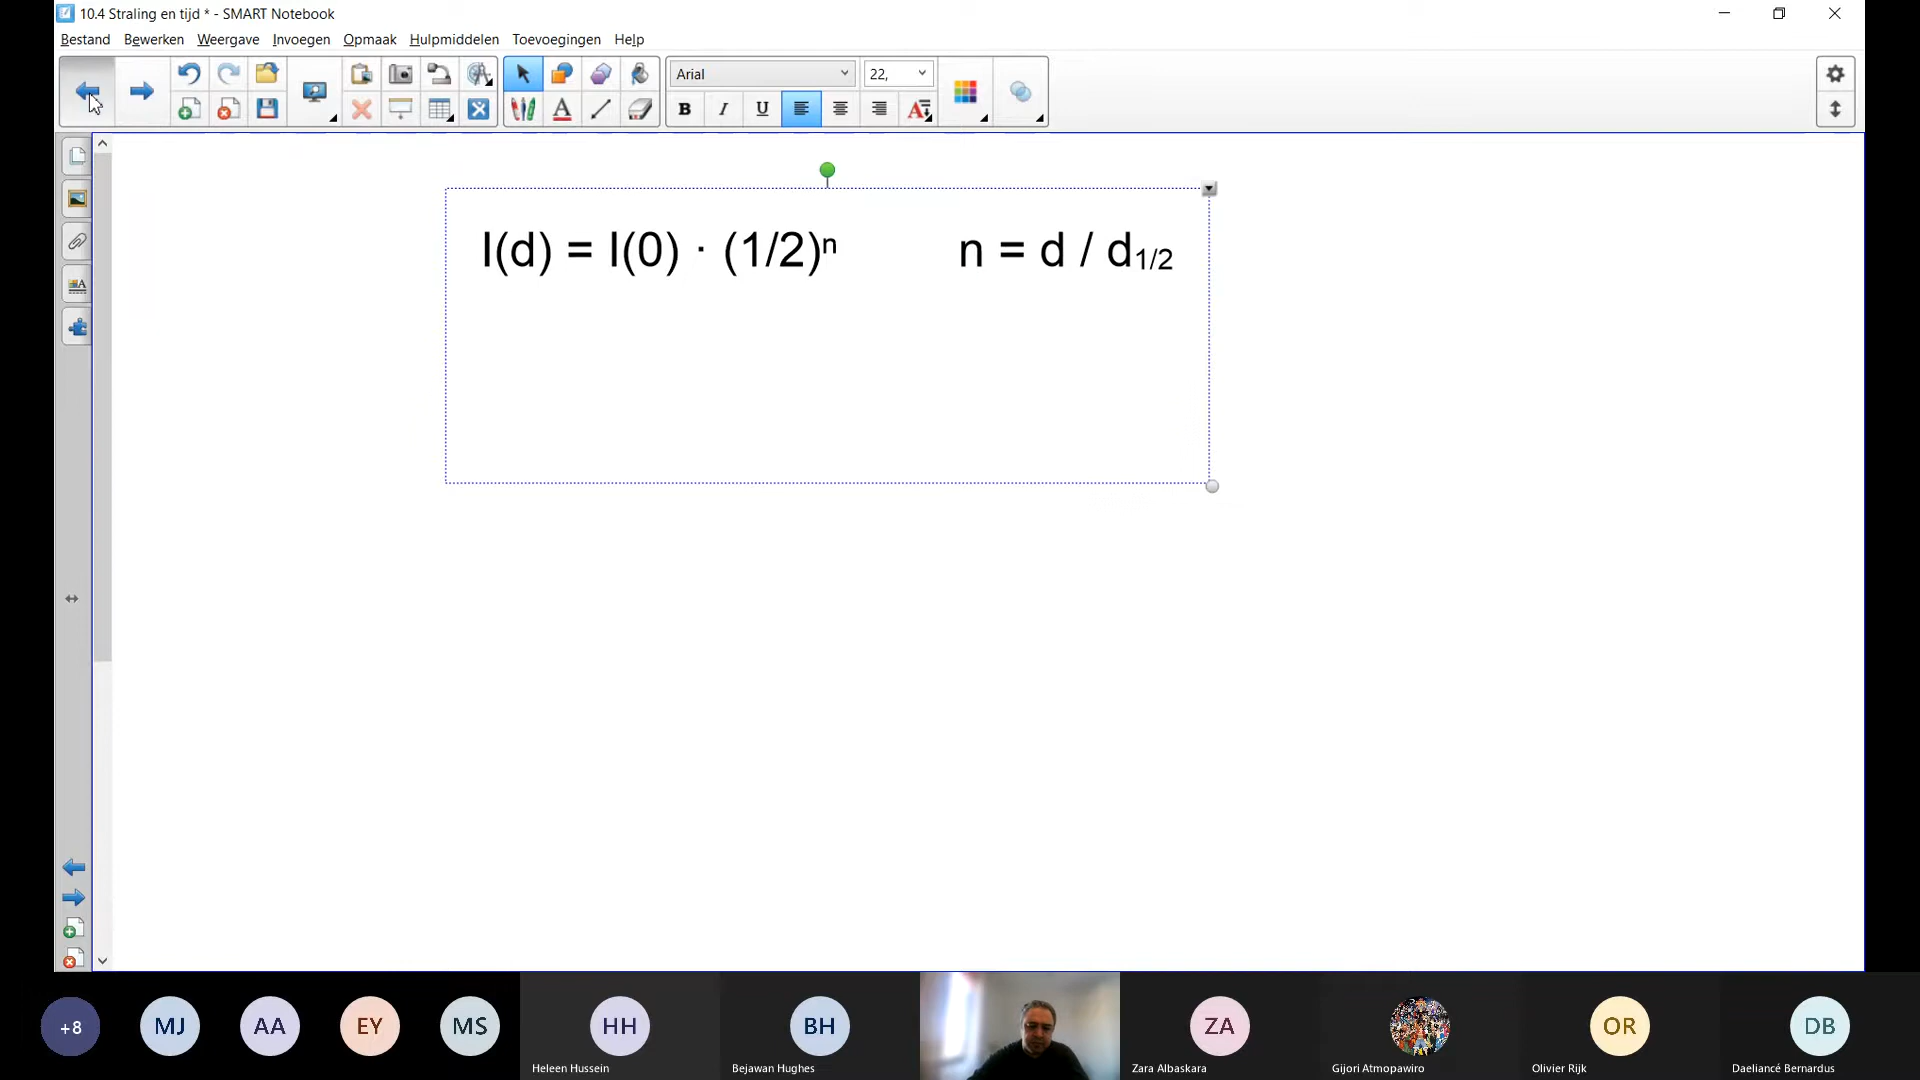 10.4 Straling en tijd * - SMART Notebook
Bestand Bewerken Weergave Invoegen Opmaak Hulpmiddelen Toevoegingen Help
Arial 22,
B I U A
I(d) = I(0) · (1/2)ⁿ n = d / d₁/₂
+8 MJ AA EY MS HH BH ZA OR DB
Heleen Hussein Bejawan Hughes Zara Albaskara Gijori Atmopawiro Olivier Rijk Daeliancé Bernardus